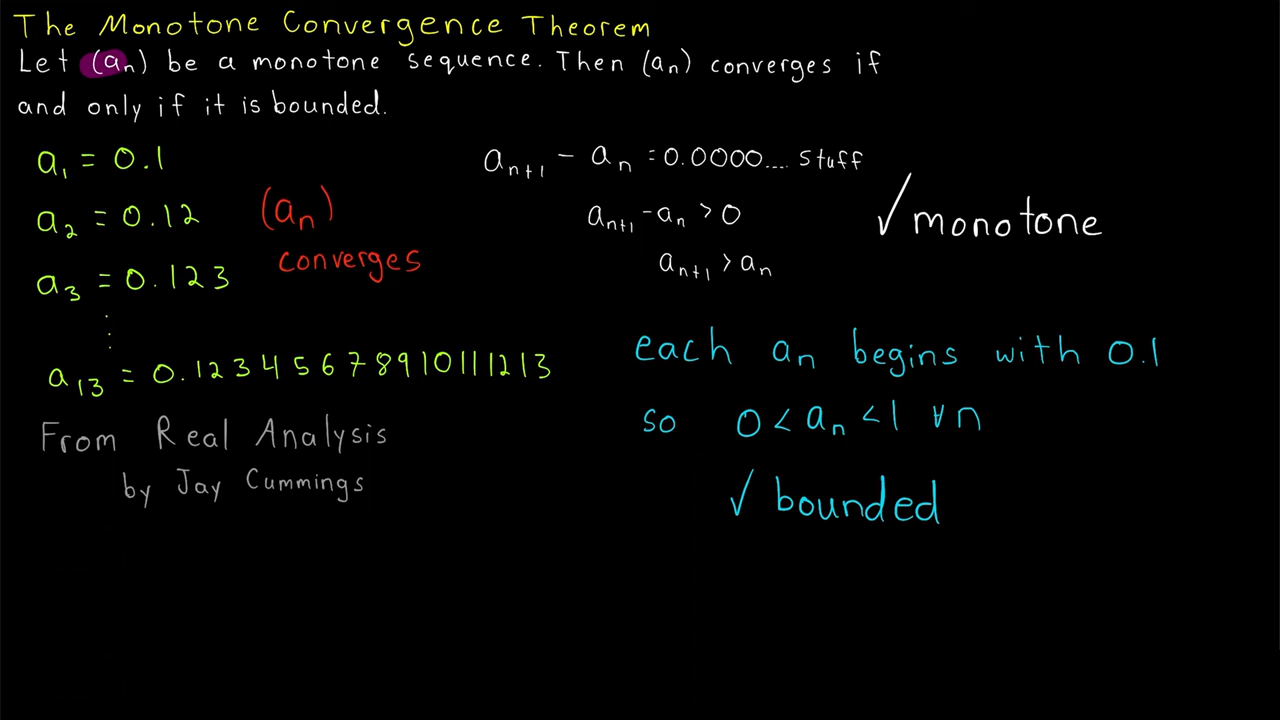 The Monotone Convergence Theorem
Let (aₙ) be a monotone sequence. Then (aₙ) converges if
and only if it is bounded.
a₁ = 0.1
a₂ = 0.12
a₃ = 0.123
⋮
a₁₃ = 0.12345678910111213
(aₙ)
converges
From Real Analysis
by Jay Cummings
aₙ₊₁ - aₙ = 0.0000.... stuff
aₙ₊₁ - aₙ > 0
aₙ₊₁ > aₙ
✓ monotone
each aₙ begins with 0.1
so 0 < aₙ < 1 ∀n
✓ bounded